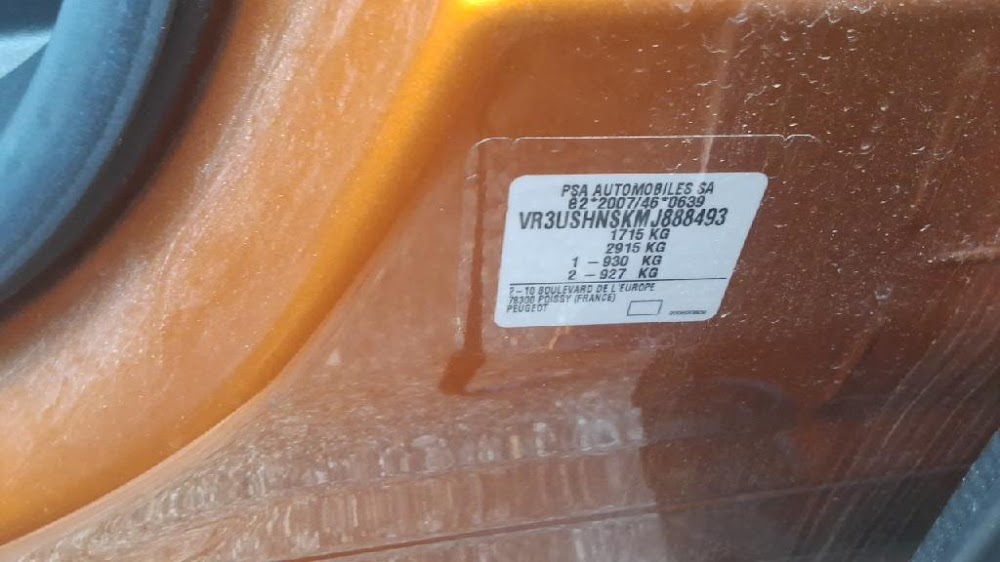 PSA AUTOMOBILES SA
e2*2007/46*0639
VR3USHNSKMJ888493
1715 KG
2915 KG
1 - 930 KG
2 - 927 KG
2-10 BOULEVARD DE L'EUROPE
78300 POISSY (FRANCE)
PEUGEOT